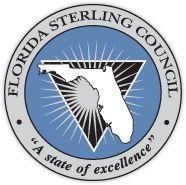 FLORIDA STERLING COUNCIL
"A state of excellence"